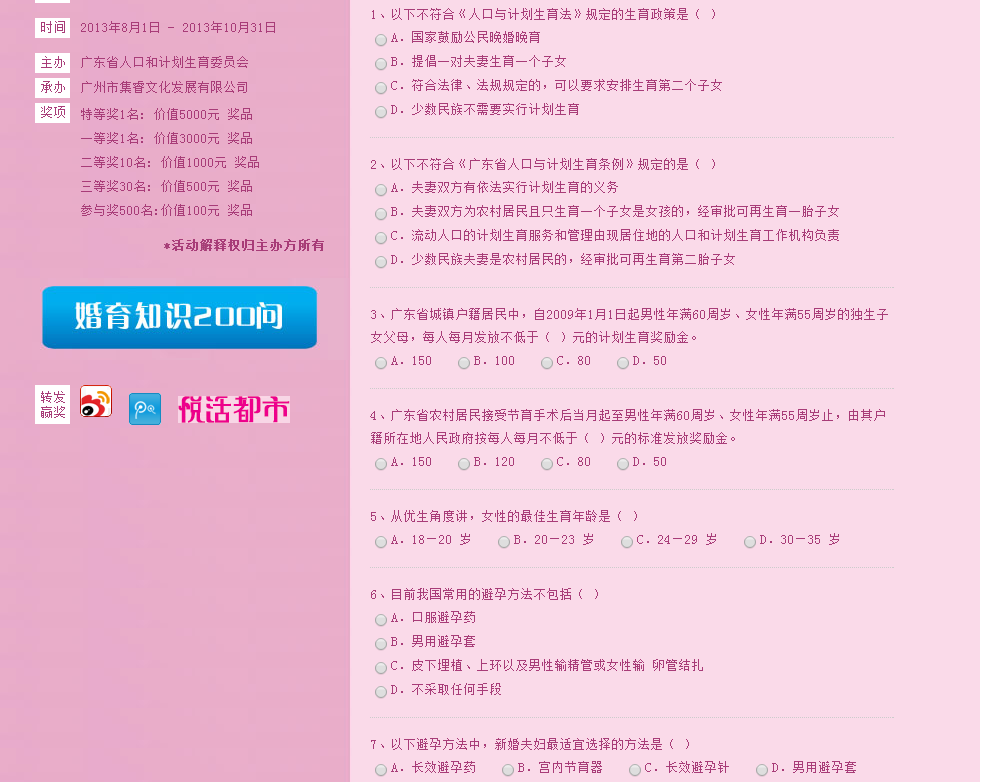 时间 2013年8月1日 - 2013年10月31日
主办 广东省人口和计划生育委员会
承办 广州市集睿文化发展有限公司
奖项 特等奖1名: 价值5000元 奖品
一等奖1名: 价值3000元 奖品
二等奖10名: 价值1000元 奖品
三等奖30名: 价值500元 奖品
参与奖500名:价值100元 奖品
*活动解释权归主办方所有
婚育知识200问
转发
赢奖
悦活都市
1、以下不符合《人口与计划生育法》规定的生育政策是( )
A. 国家鼓励公民晚婚晚育
B. 提倡一对夫妻生育一个子女
C. 符合法律、法规规定的，可以要求安排生育第二个子女
D. 少数民族不需要实行计划生育
2、以下不符合《广东省人口与计划生育条例》规定的是( )
A. 夫妻双方有依法实行计划生育的义务
B. 夫妻双方为农村居民且只生育一个子女是女孩的，经审批可再生育一胎子女
C. 流动人口的计划生育服务和管理由现居住地的人口和计划生育工作机构负责
D. 少数民族夫妻是农村居民的，经审批可再生育第二胎子女
3、广东省城镇户籍居民中，自2009年1月1日起男性年满60周岁、女性年满55周岁的独生子
女父母，每人每月发放不低于( )元的计划生育奖励金。
A. 150 B. 100 C. 80 D. 50
4、广东省农村居民接受节育手术后当月起至男性年满60周岁、女性年满55周岁止，由其户
籍所在地人民政府按每人每月不低于( )元的标准发放奖励金。
A. 150 B. 120 C. 80 D. 50
5、从优生角度讲，女性的最佳生育年龄是( )
A. 18－20 岁 B. 20－23 岁 C. 24－29 岁 D. 30－35 岁
6、目前我国常用的避孕方法不包括( )
A. 口服避孕药
B. 男用避孕套
C. 皮下埋植、上环以及男性输精管或女性输 卵管结扎
D. 不采取任何手段
7、以下避孕方法中，新婚夫妇最适宜选择的方法是( )
A. 长效避孕药 B. 宫内节育器 C. 长效避孕针 D. 男用避孕套